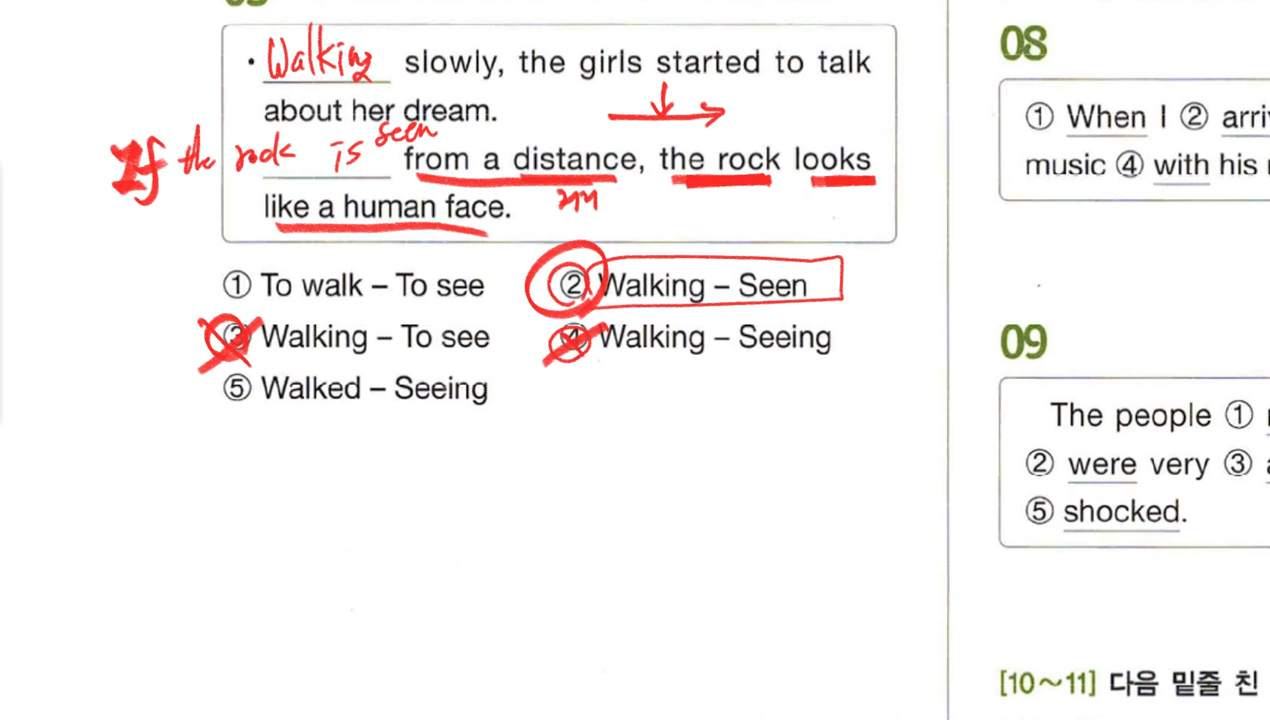 · Walking slowly, the girls started to talk
about her dream.
If the rock is seen from a distance, the rock looks
like a human face.
① To walk – To see ② Walking – Seen
③ Walking – To see ④ Walking – Seeing
⑤ Walked – Seeing
08
① When I ② arri
music ④ with his
09
The people ①
② were very ③
⑤ shocked.
[10~11] 다음 밑줄 친